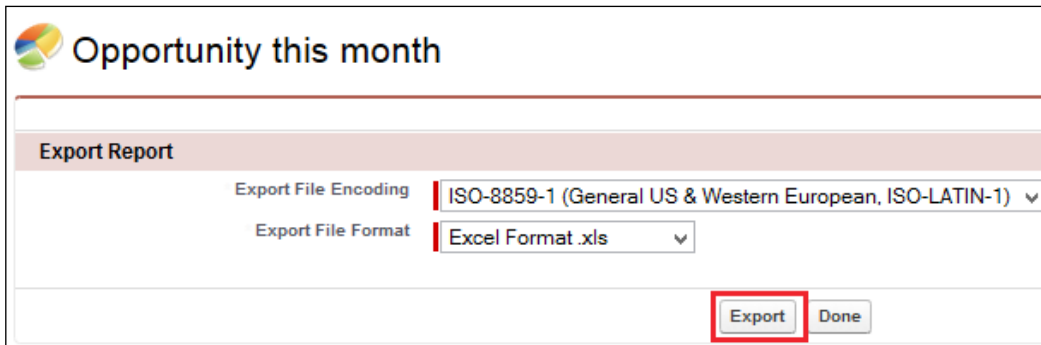 Opportunity this month
Export Report
Export File Encoding ISO-8859-1 (General US & Western European, ISO-LATIN-1)
Export File Format Excel Format .xls
Export Done